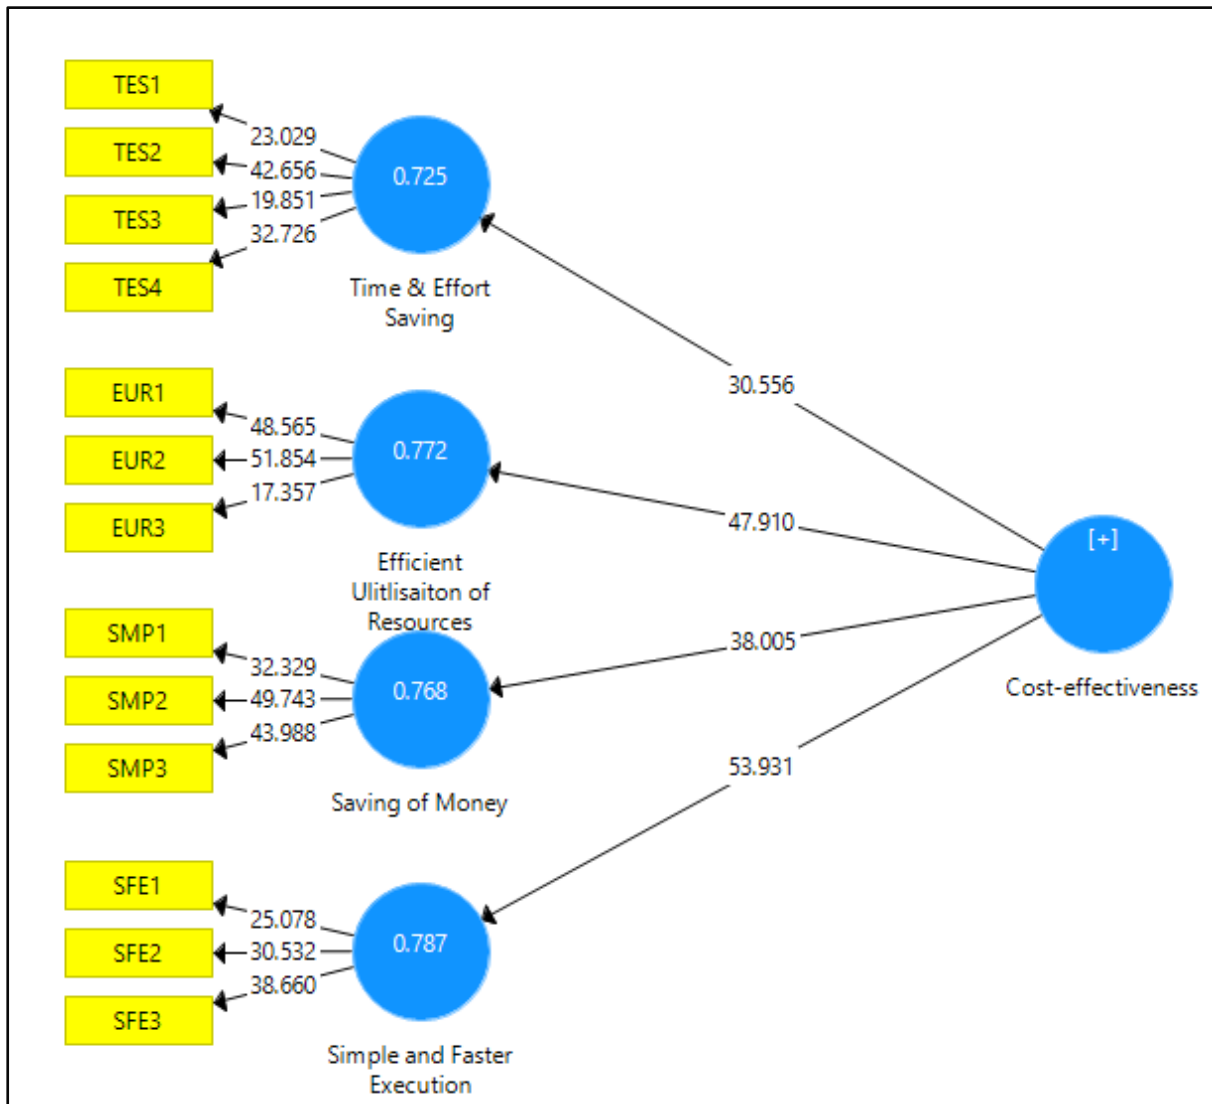 TES1
TES2
TES3
TES4
23.029
42.656
19.851
32.726
0.725
Time & Effort
Saving
EUR1
EUR2
EUR3
48.565
51.854
17.357
0.772
Efficient
Ulitlisaiton of
Resources
SMP1
SMP2
SMP3
32.329
49.743
43.988
0.768
Saving of Money
SFE1
SFE2
SFE3
25.078
30.532
38.660
0.787
Simple and Faster
Execution
30.556
47.910
38.005
53.931
[+]
Cost-effectiveness